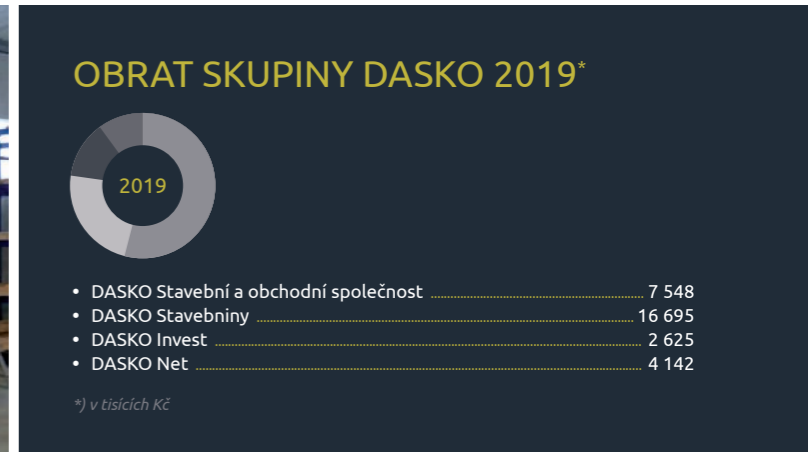 OBRAT SKUPINY DASKO 2019*
2019
• DASKO Stavební a obchodní společnost ........ 7 548
• DASKO Stavebniny ........ 16 695
• DASKO Invest ........ 2 625
• DASKO Net ........ 4 142
*) v tisících Kč